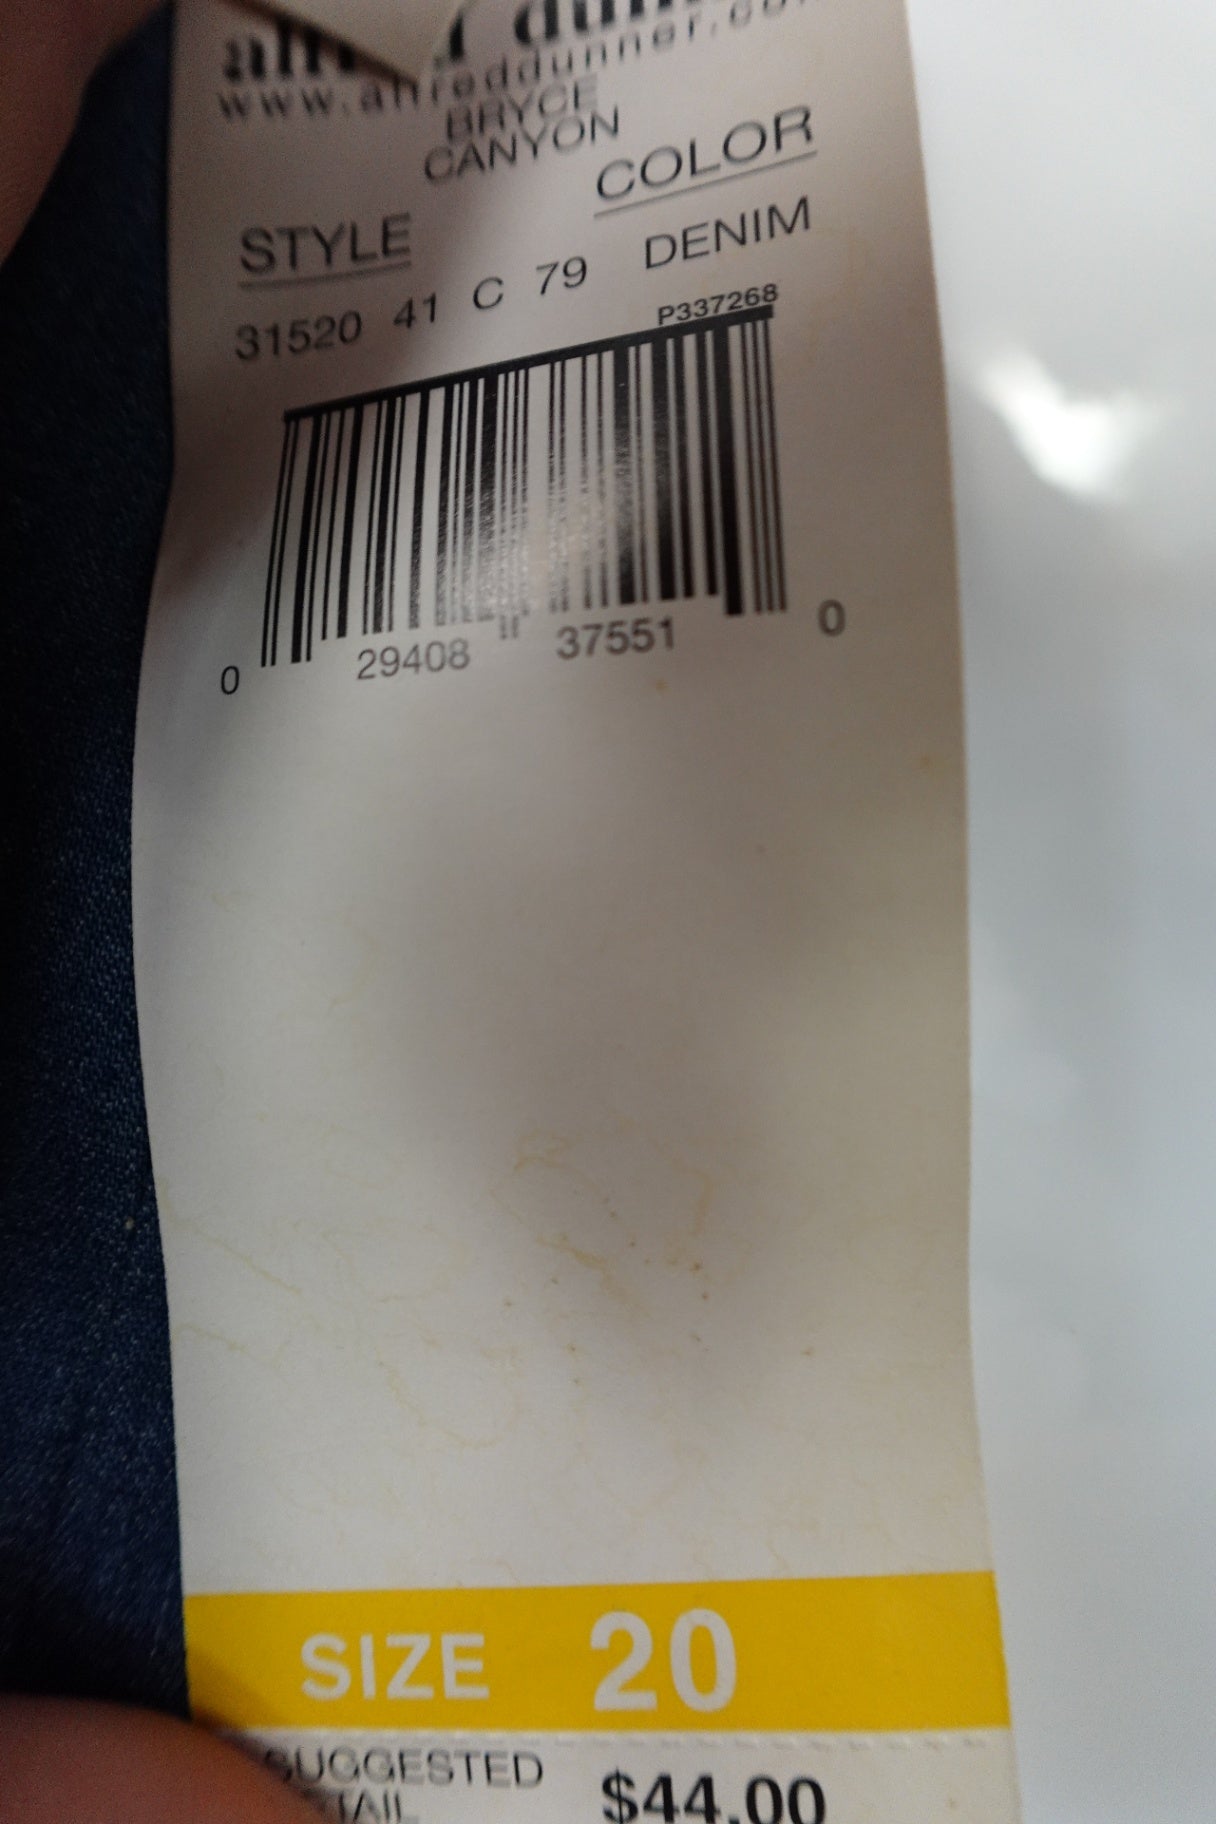 www.alfreddunner.com
BRYCE
CANYON
STYLE COLOR
31520 41 C 79 DENIM
P337268
0 29408 37551 0
SIZE 20
SUGGESTED
$44.00